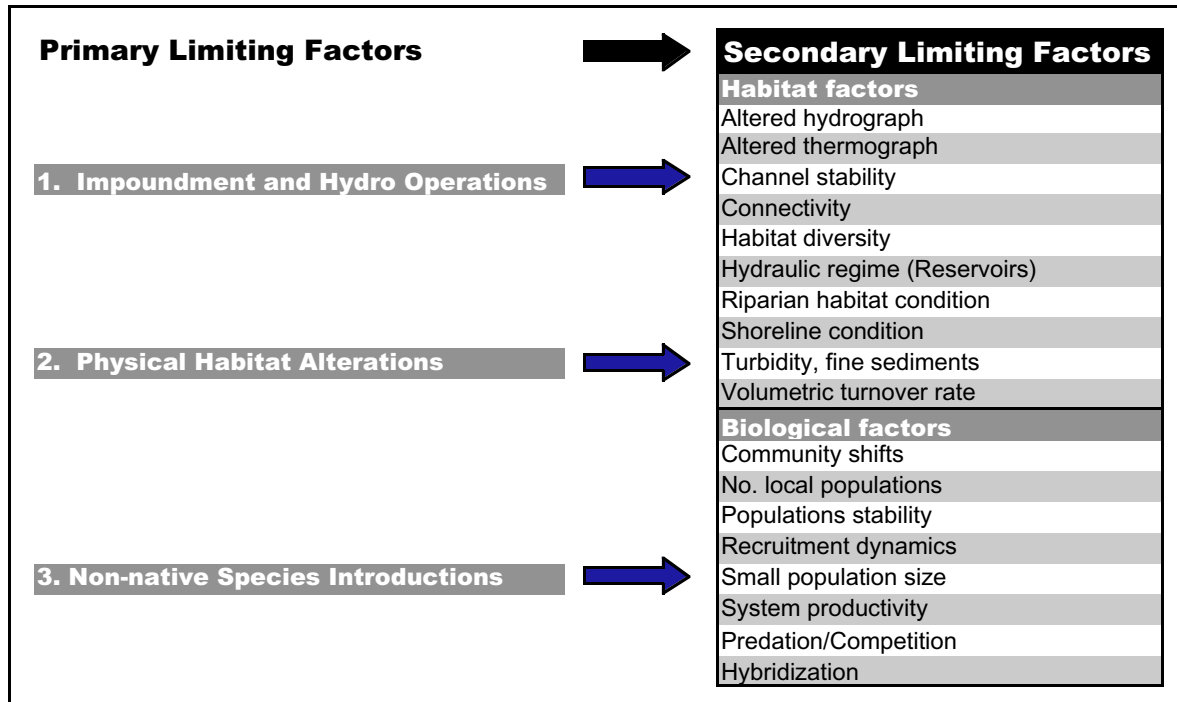 Primary Limiting Factors
1. Impoundment and Hydro Operations
2. Physical Habitat Alterations
3. Non-native Species Introductions
Secondary Limiting Factors
Habitat factors
Altered hydrograph
Altered thermograph
Channel stability
Connectivity
Habitat diversity
Hydraulic regime (Reservoirs)
Riparian habitat condition
Shoreline condition
Turbidity, fine sediments
Volumetric turnover rate
Biological factors
Community shifts
No. local populations
Populations stability
Recruitment dynamics
Small population size
System productivity
Predation/Competition
Hybridization